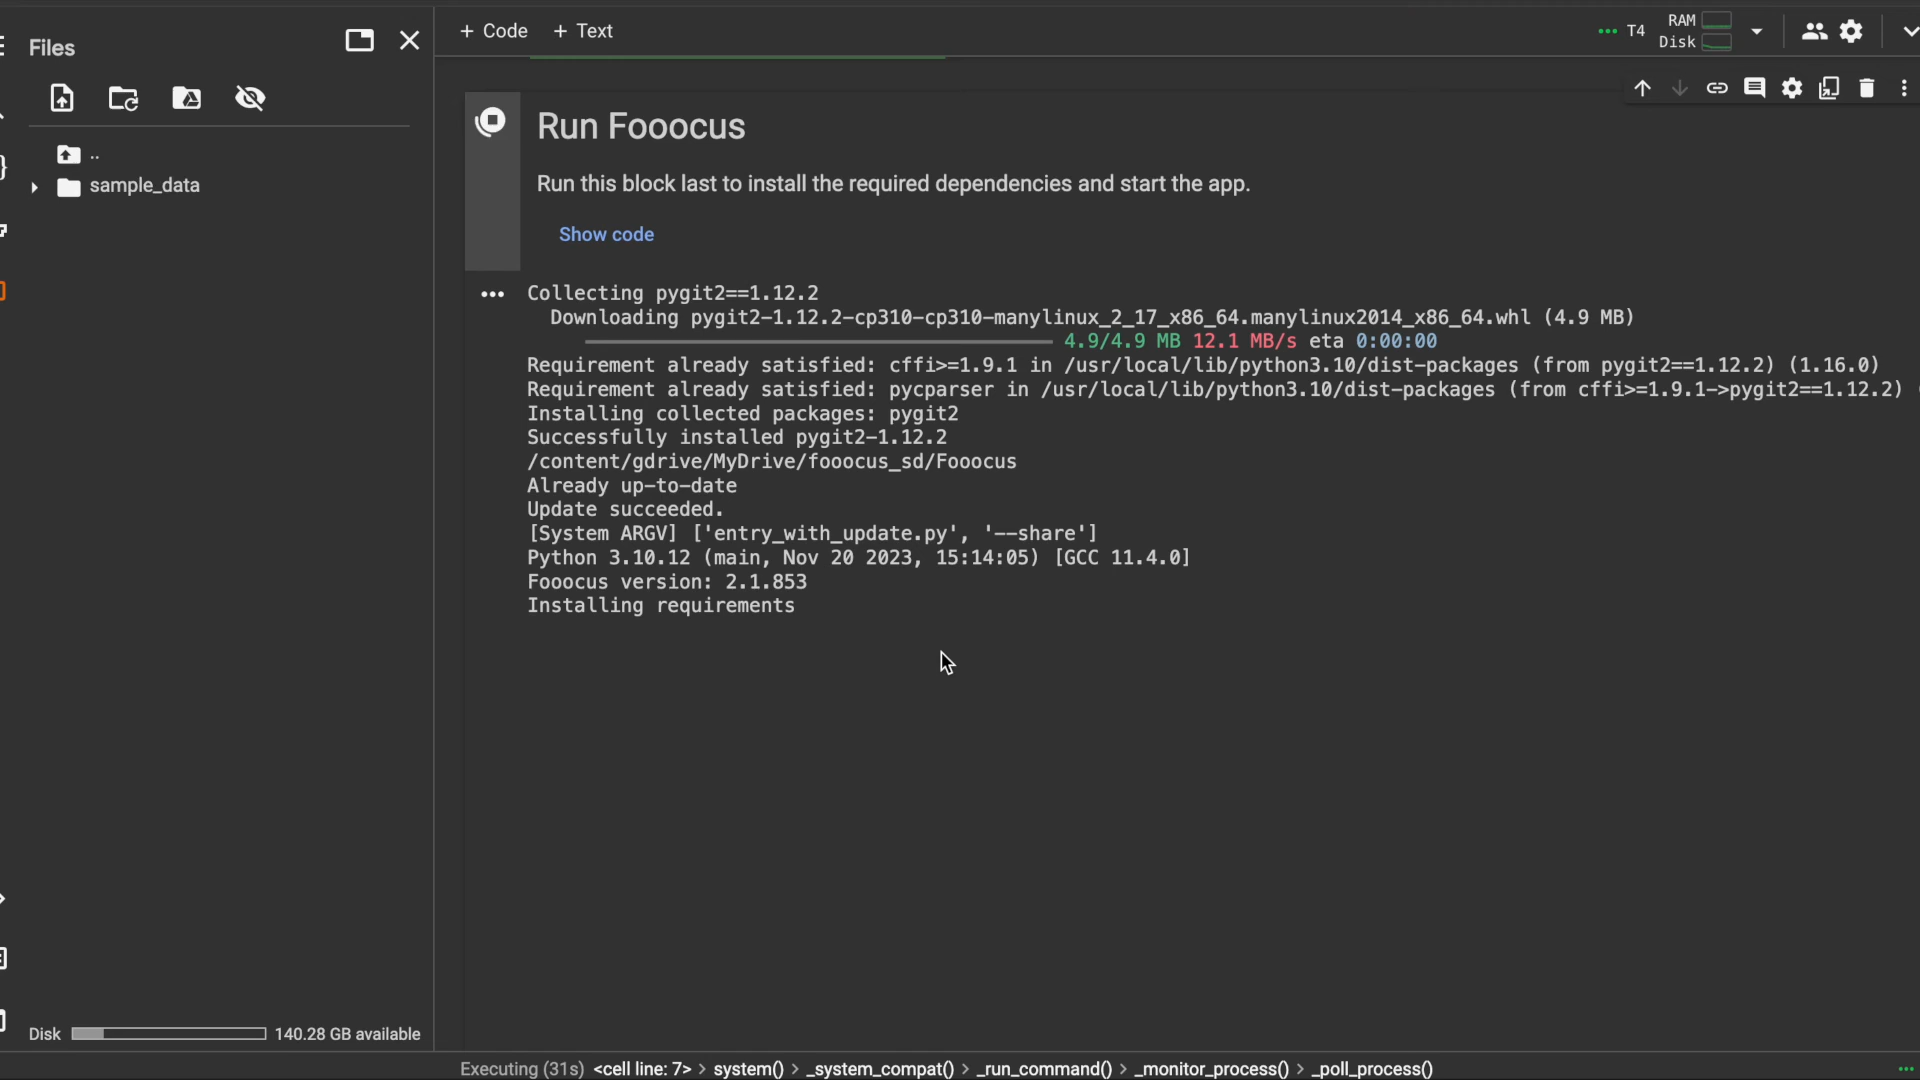 Files
+ Code + Text
T4
RAM
Disk
..
sample_data
Run Fooocus
Run this block last to install the required dependencies and start the app.
Show code
Collecting pygit2==1.12.2
Downloading pygit2-1.12.2-cp310-cp310-manylinux_2_17_x86_64.manylinux2014_x86_64.whl (4.9 MB)
4.9/4.9 MB 12.1 MB/s eta 0:00:00
Requirement already satisfied: cffi>=1.9.1 in /usr/local/lib/python3.10/dist-packages (from pygit2==1.12.2) (1.16.0)
Requirement already satisfied: pycparser in /usr/local/lib/python3.10/dist-packages (from cffi>=1.9.1->pygit2==1.12.2)
Installing collected packages: pygit2
Successfully installed pygit2-1.12.2
/content/gdrive/MyDrive/fooocus_sd/Fooocus
Already up-to-date
Update succeeded.
[System ARGV] ['entry_with_update.py', '--share']
Python 3.10.12 (main, Nov 20 2023, 15:14:05) [GCC 11.4.0]
Fooocus version: 2.1.853
Installing requirements
Disk 140.28 GB available
Executing (31s) <cell line: 7> > system() > _system_compat() > _run_command() > _monitor_process() > _poll_process()